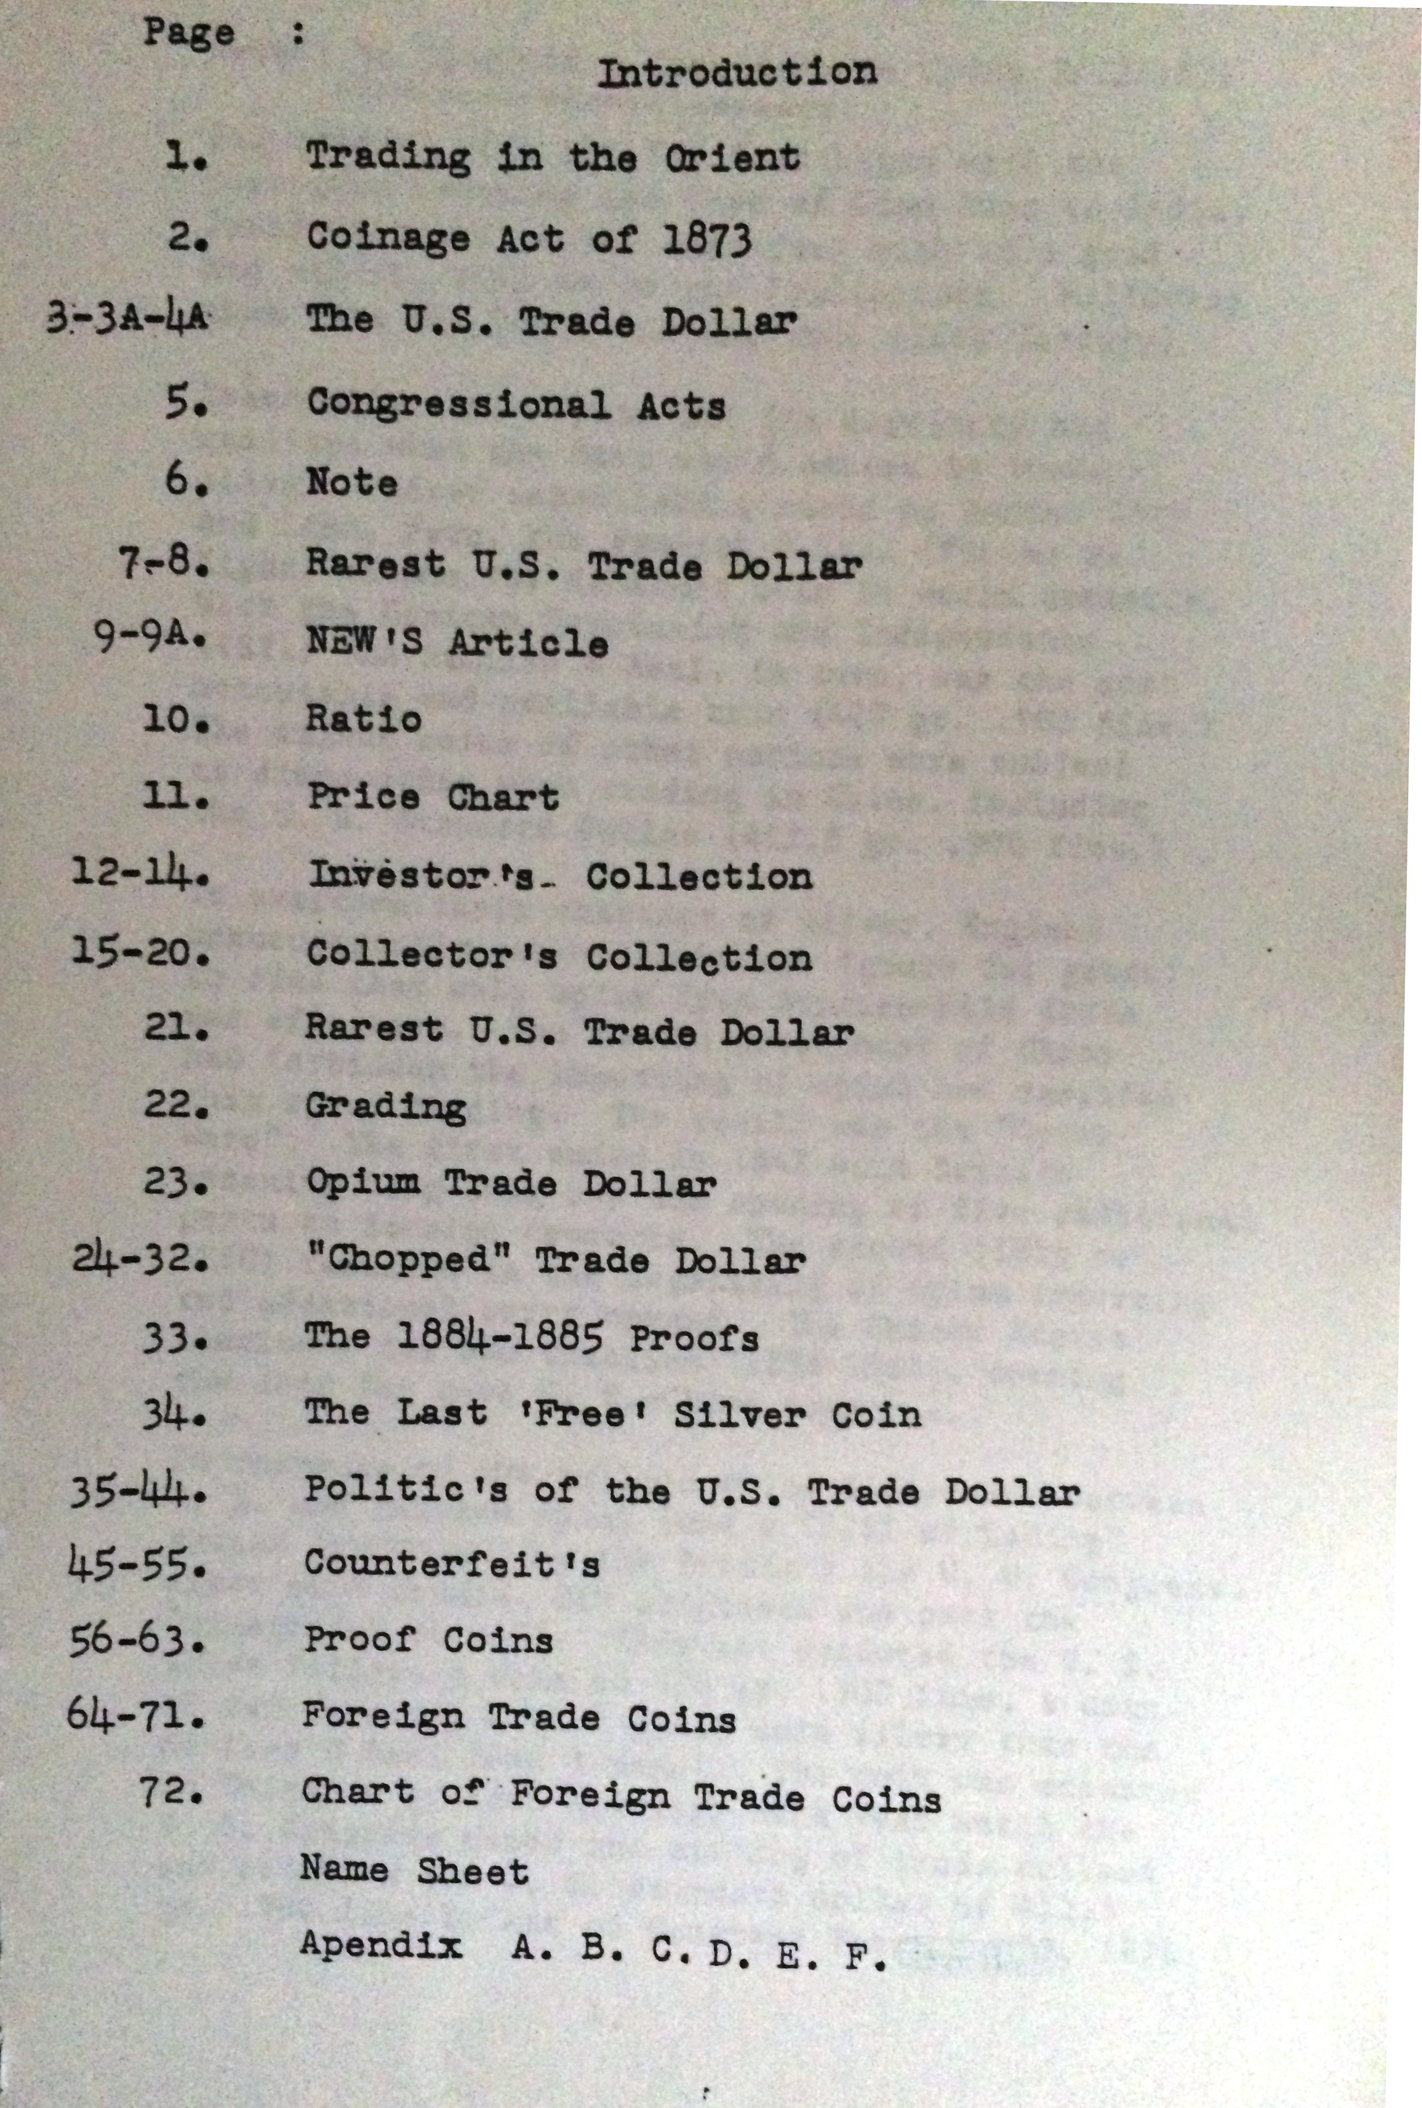 Page :
Introduction
1. Trading in the Orient
2. Coinage Act of 1873
3-3A-4A The U.S. Trade Dollar
5. Congressional Acts
6. Note
7-8. Rarest U.S. Trade Dollar
9-9A. NEW'S Article
10. Ratio
11. Price Chart
12-14. Investor's- Collection
15-20. Collector's Collection
21. Rarest U.S. Trade Dollar
22. Grading
23. Opium Trade Dollar
24-32. "Chopped" Trade Dollar
33. The 1884-1885 Proofs
34. The Last 'Free' Silver Coin
35-44. Politic's of the U.S. Trade Dollar
45-55. Counterfeit's
56-63. Proof Coins
64-71. Foreign Trade Coins
72. Chart of Foreign Trade Coins
Name Sheet
Apendix A. B. C. D. E. F.